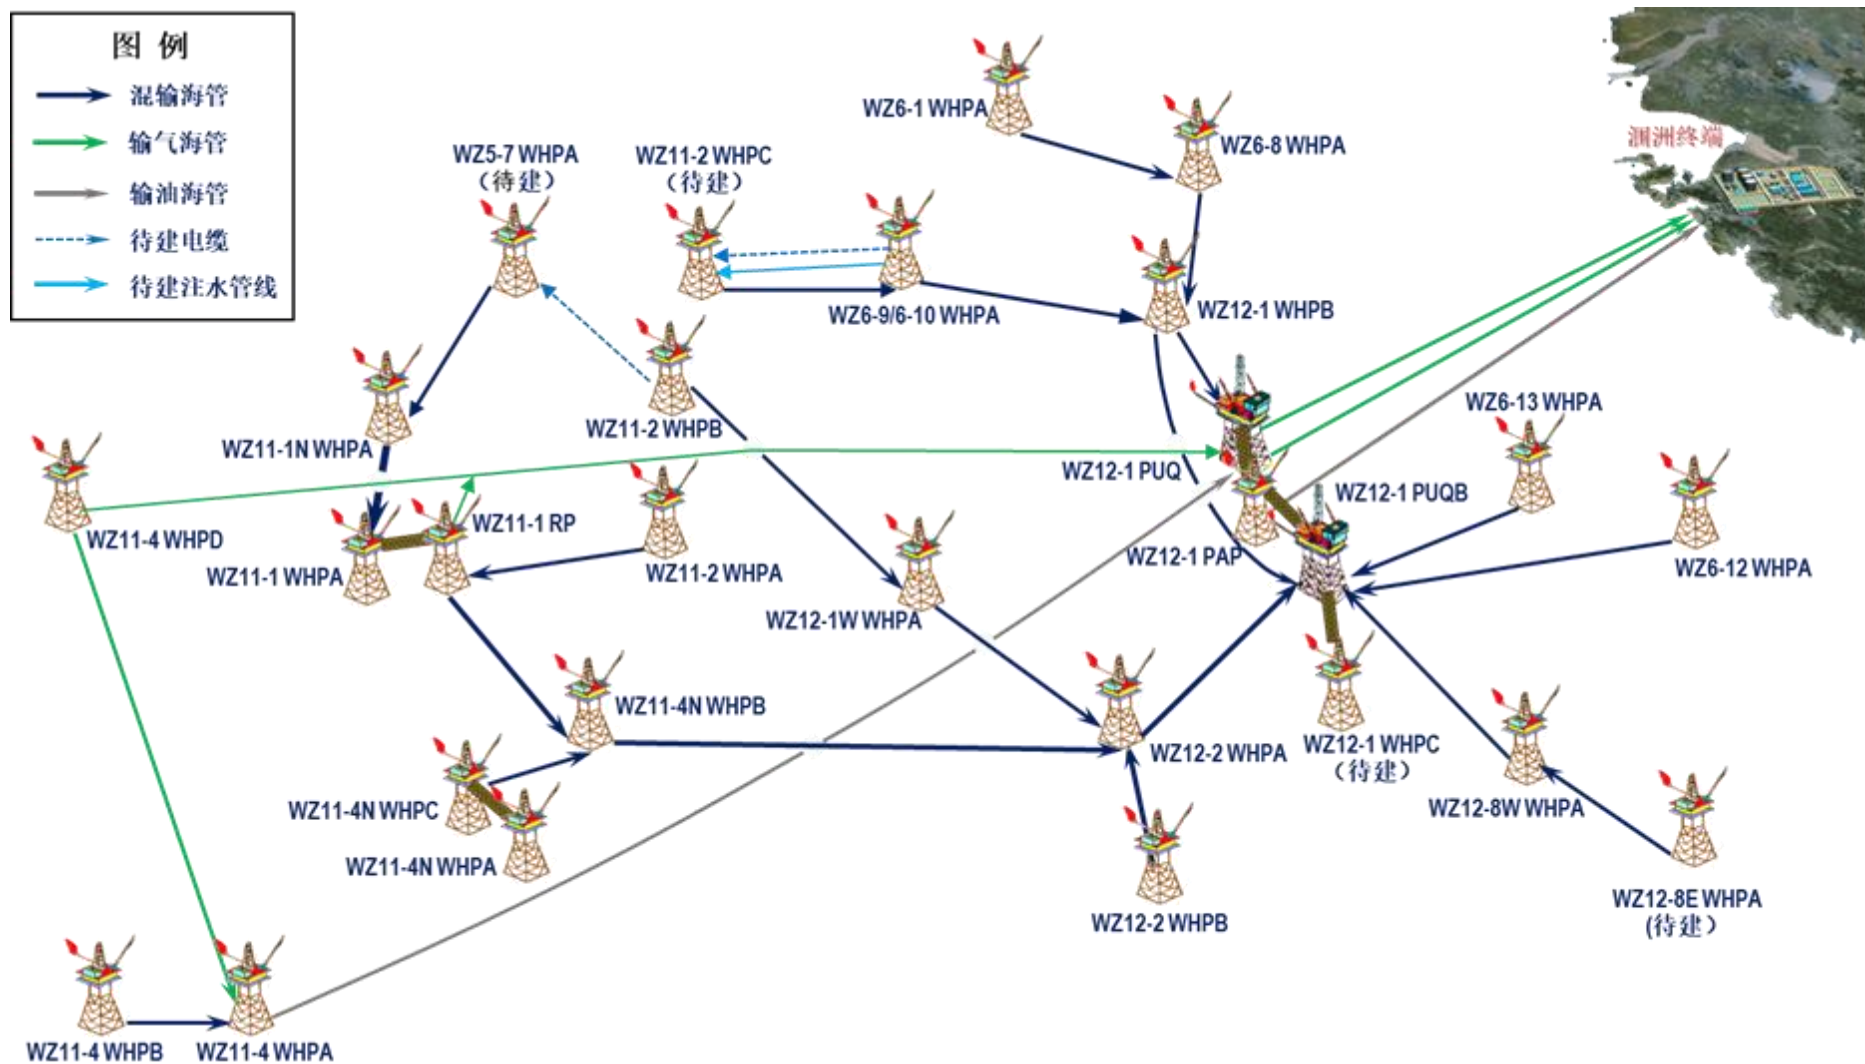 图 例
混输海管
输气海管
输油海管
待建电缆
待建注水管线
WZ6-1 WHPA
WZ6-8 WHPA
涠洲终端
WZ5-7 WHPA
（待建）
WZ11-2 WHPC
（待建）
WZ6-9/6-10 WHPA
WZ12-1 WHPB
WZ11-2 WHPB
WZ11-1N WHPA
WZ6-13 WHPA
WZ12-1 PUQ
WZ12-1 PUQB
WZ11-4 WHPD
WZ11-1 RP
WZ11-1 WHPA
WZ11-2 WHPA
WZ12-1 PAP
WZ6-12 WHPA
WZ12-1W WHPA
WZ11-4N WHPB
WZ12-2 WHPA
WZ12-1 WHPC
（待建）
WZ11-4N WHPC
WZ12-8W WHPA
WZ11-4N WHPA
WZ12-2 WHPB
WZ12-8E WHPA
(待建）
WZ11-4 WHPB
WZ11-4 WHPA